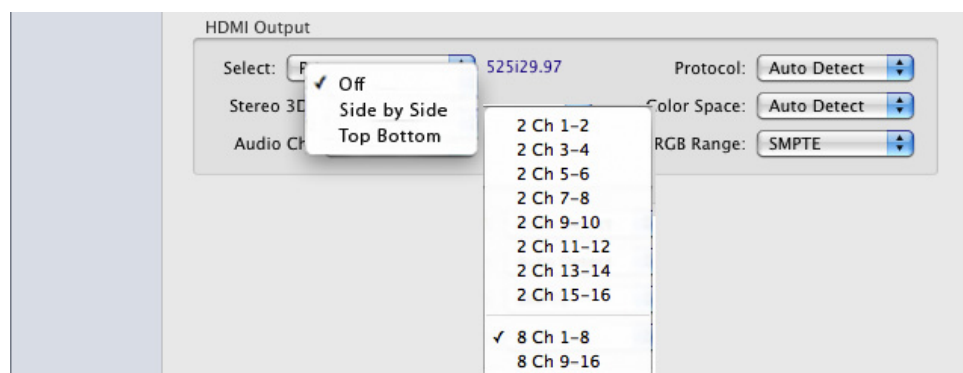 HDMI Output
Select: 525i29.97 Protocol: Auto Detect
✓ Off
Stereo 3D Side by Side Color Space: Auto Detect
Top Bottom
Audio Ch RGB Range: SMPTE
2 Ch 1-2
2 Ch 3-4
2 Ch 5-6
2 Ch 7-8
2 Ch 9-10
2 Ch 11-12
2 Ch 13-14
2 Ch 15-16
✓ 8 Ch 1-8
8 Ch 9-16